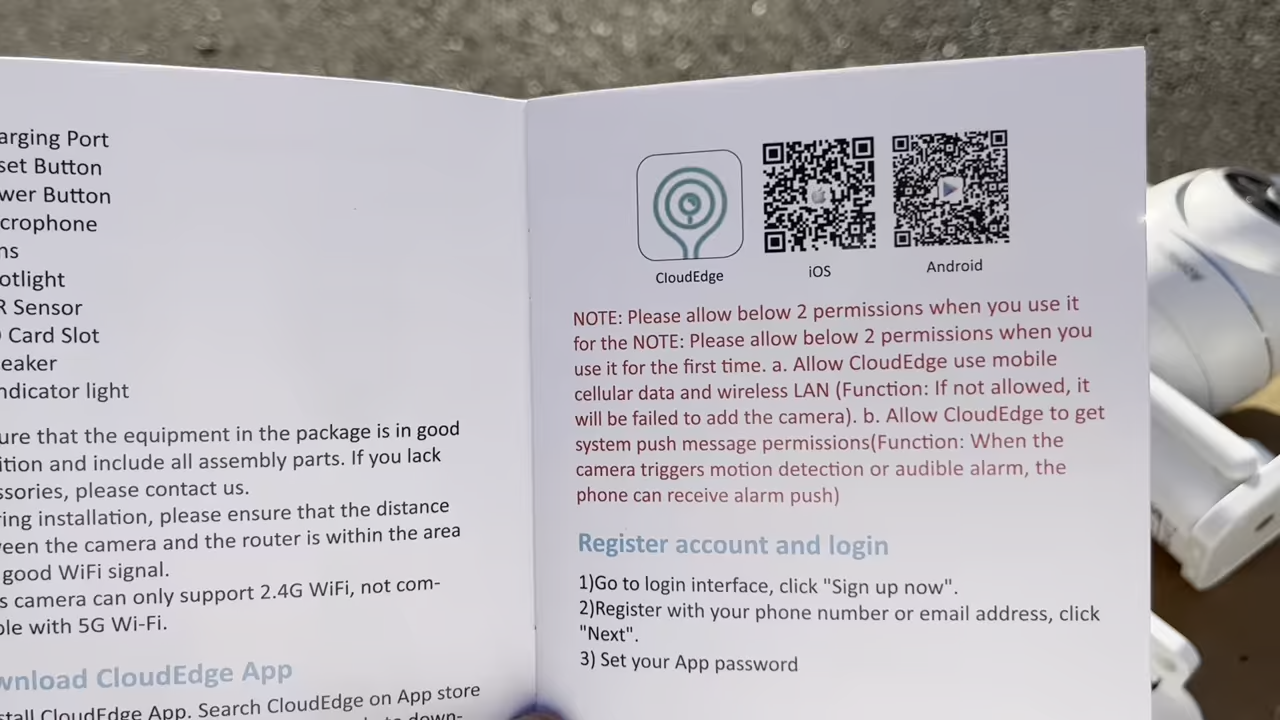 arging Port
set Button
wer Button
crophone
ns
otlight
R Sensor
Card Slot
eaker
ndicator light
ure that the equipment in the package is in good
ition and include all assembly parts. If you lack
ssories, please contact us.
ring installation, please ensure that the distance
veen the camera and the router is within the area
good WiFi signal.
s camera can only support 2.4G WiFi, not com-
ble with 5G Wi-Fi.
wnload CloudEdge App
stall CloudEdge App. Search CloudEdge on App store
down-
CloudEdge
iOS
Android
NOTE: Please allow below 2 permissions when you use it
for the NOTE: Please allow below 2 permissions when you
use it for the first time. a. Allow CloudEdge use mobile
cellular data and wireless LAN (Function: If not allowed, it
will be failed to add the camera). b. Allow CloudEdge to get
system push message permissions(Function: When the
camera triggers motion detection or audible alarm, the
phone can receive alarm push)
Register account and login
1)Go to login interface, click "Sign up now".
2)Register with your phone number or email address, click
"Next".
3) Set your App password